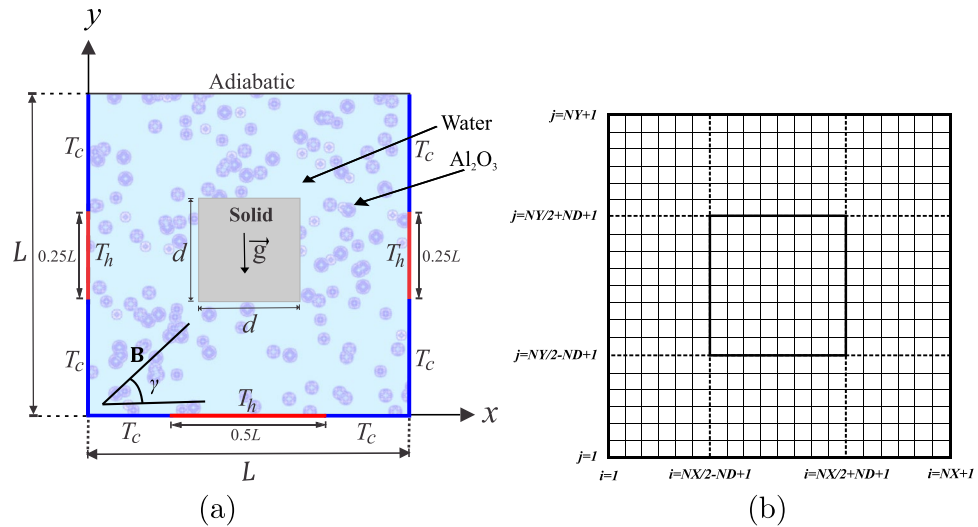 y
Adiabatic
T_c
T_c
Water
Al₂O₃
Solid
g
d
d
L
0.25L
T_h
T_h
0.25L
B
γ
T_c
T_c
T_h
x
T_c
0.5L
T_c
L
(a)
j=NY+1
j=NY/2+ND+1
j=NY/2-ND+1
j=1
i=1
i=NX/2-ND+1
i=NX/2+ND+1
i=NX+1
(b)